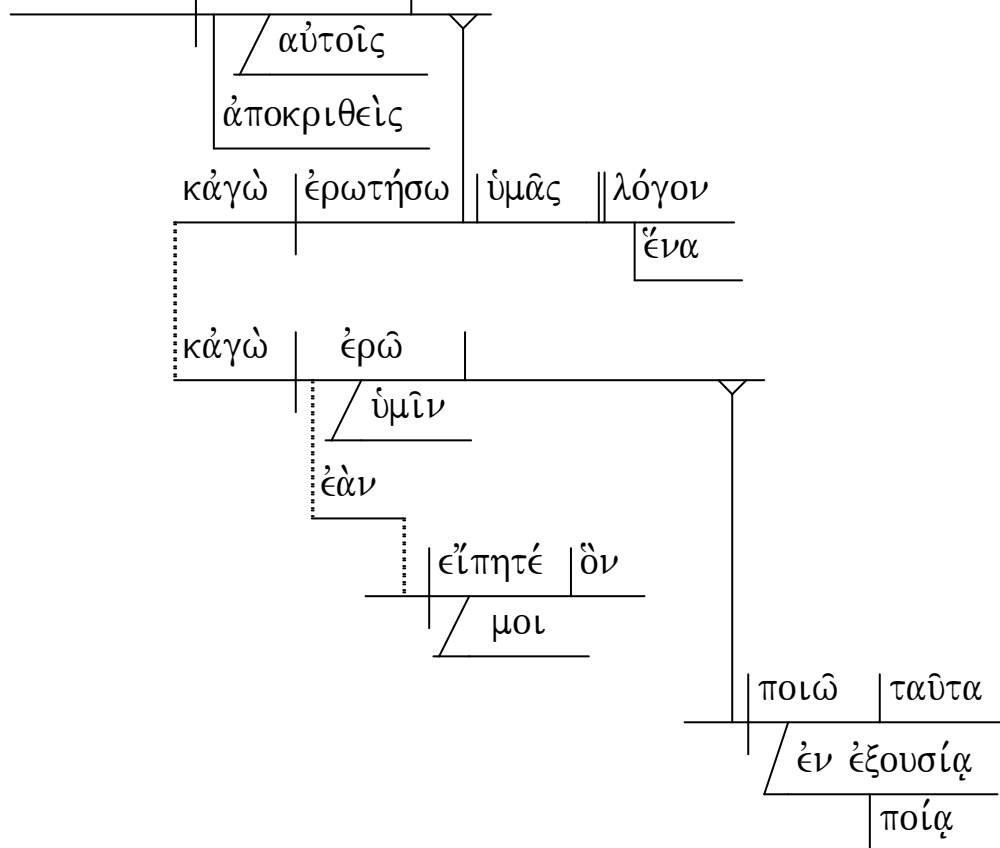 αὐτοῖς
ἀποκριθεὶς
κἀγὼ ἐρωτήσω ὑμᾶς λόγον
ἕνα
κἀγὼ ἐρῶ
ὑμῖν
ἐὰν
εἴπητέ ὃν
μοι
ποιῶ ταῦτα
ἐν ἐξουσίᾳ
ποίᾳ